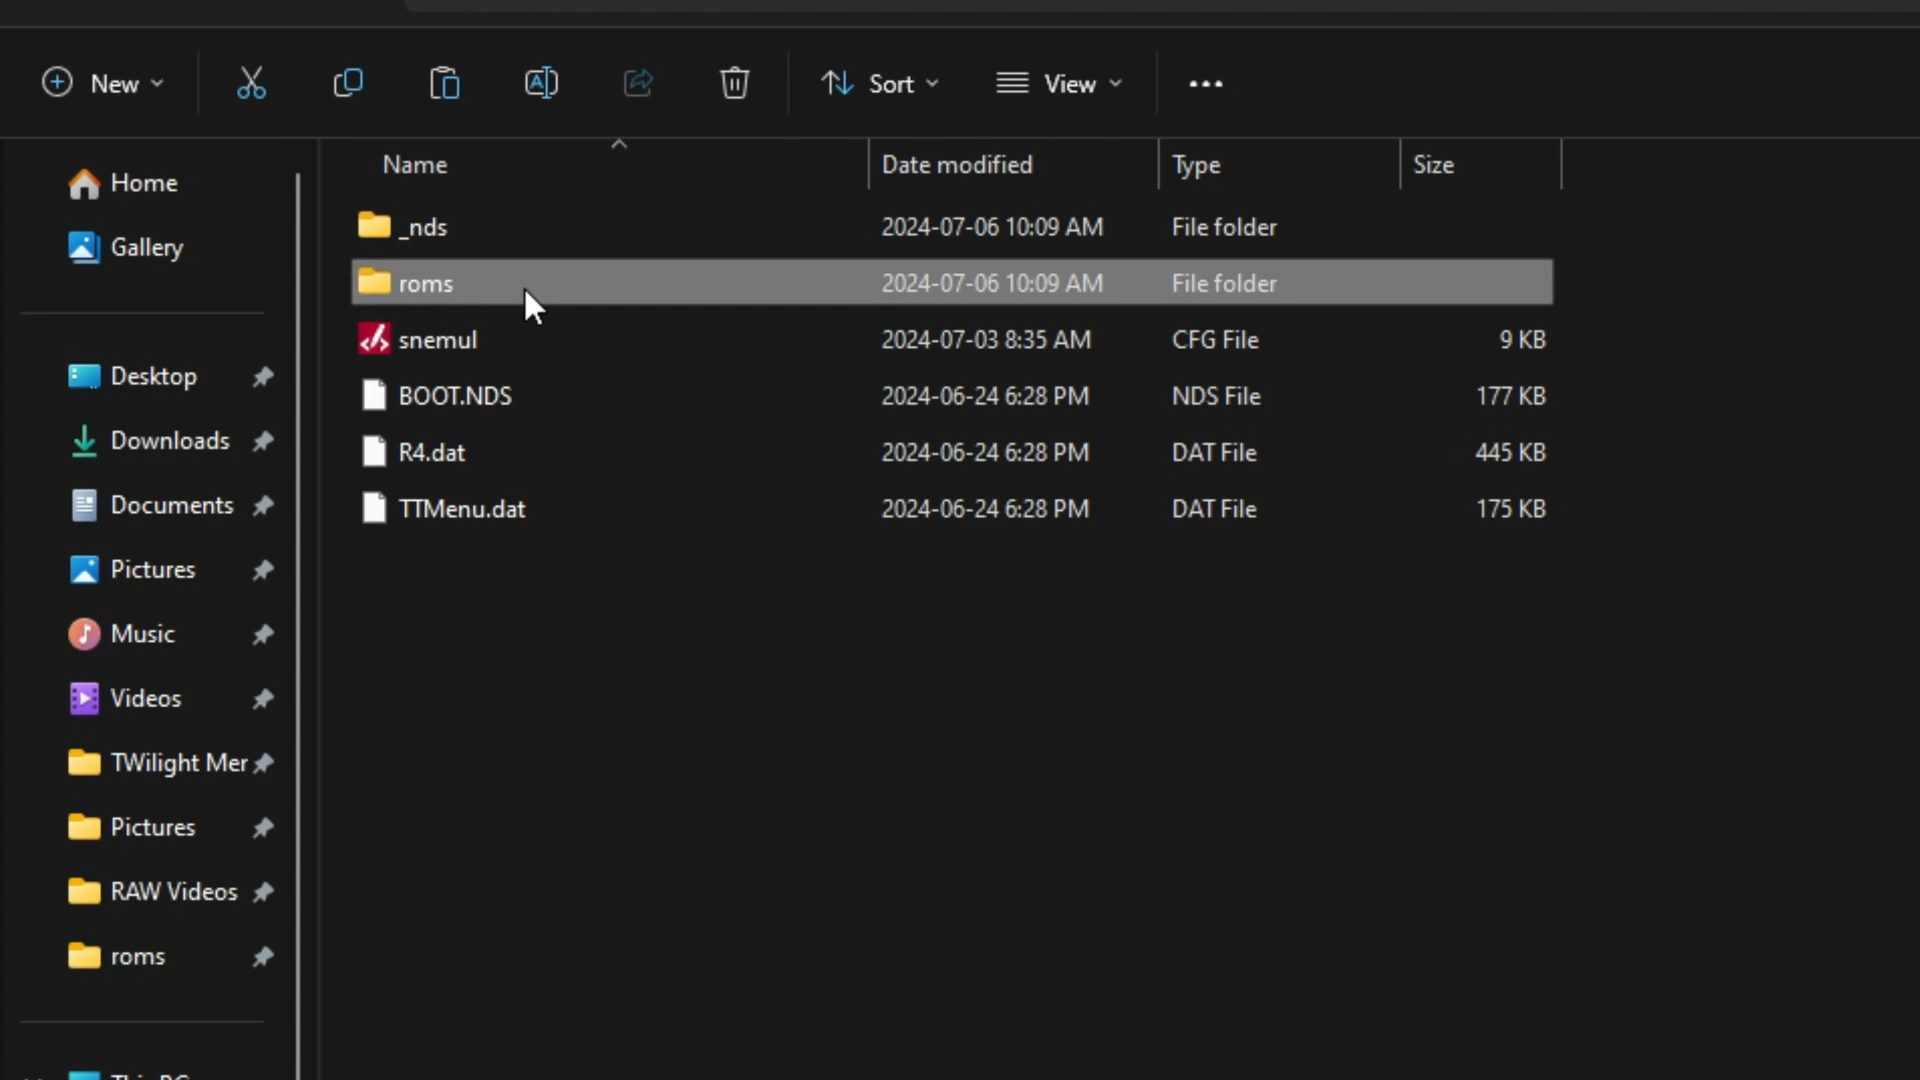 New
Sort
View
Name
Date modified
Type
Size
Home
Gallery
Desktop
Downloads
Documents
Pictures
Music
Videos
TWilight Mer
Pictures
RAW Videos
roms
_nds 2024-07-06 10:09 AM File folder
roms 2024-07-06 10:09 AM File folder
snemul 2024-07-03 8:35 AM CFG File 9 KB
BOOT.NDS 2024-06-24 6:28 PM NDS File 177 KB
R4.dat 2024-06-24 6:28 PM DAT File 445 KB
TTMenu.dat 2024-06-24 6:28 PM DAT File 175 KB